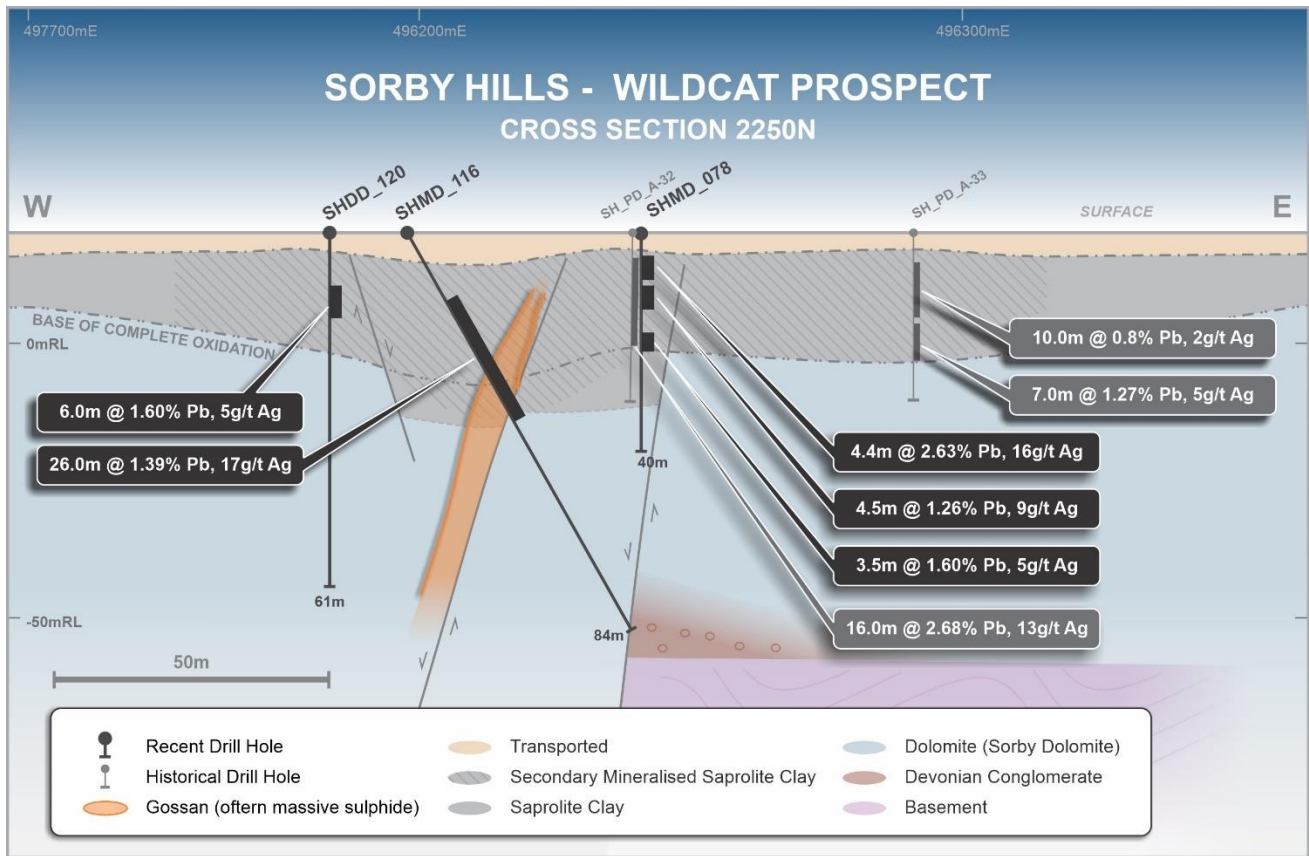 497700mE
496200mE
496300mE
SORBY HILLS - WILDCAT PROSPECT
CROSS SECTION 2250N
W
SHDD_120
SHMD_116
SH_PD_A-32
SHMD_078
SH_PD_A-33
SURFACE
E
BASE OF COMPLETE OXIDATION
0mRL
10.0m @ 0.8% Pb, 2g/t Ag
7.0m @ 1.27% Pb, 5g/t Ag
6.0m @ 1.60% Pb, 5g/t Ag
26.0m @ 1.39% Pb, 17g/t Ag
40m
4.4m @ 2.63% Pb, 16g/t Ag
4.5m @ 1.26% Pb, 9g/t Ag
3.5m @ 1.60% Pb, 5g/t Ag
16.0m @ 2.68% Pb, 13g/t Ag
61m
-50mRL
84m
50m
Recent Drill Hole
Historical Drill Hole
Gossan (oftern massive sulphide)
Transported
Secondary Mineralised Saprolite Clay
Saprolite Clay
Dolomite (Sorby Dolomite)
Devonian Conglomerate
Basement